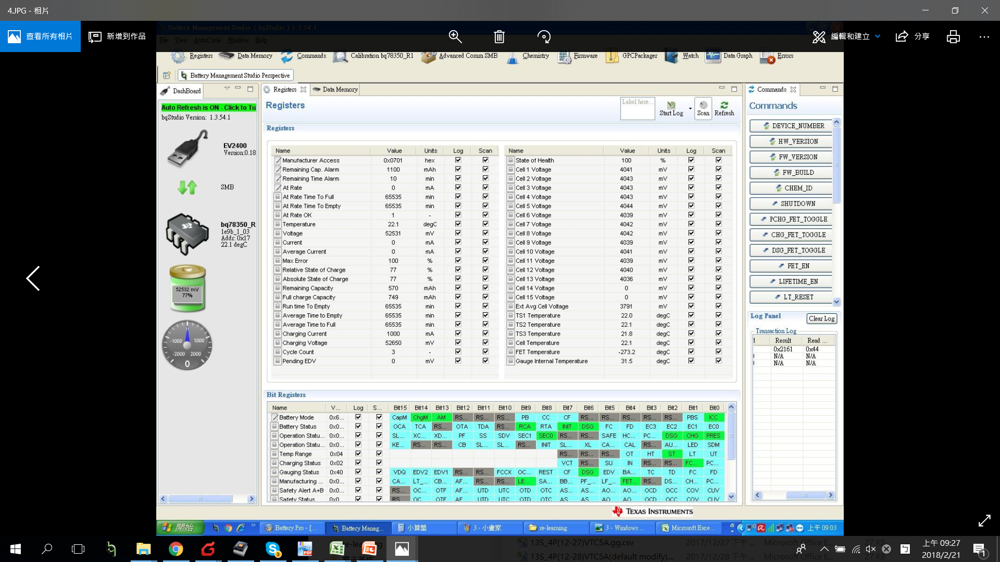 4.JPG - 相片
查看所有相片
新增到作品
編輯和建立
分享
Battery Management Studio ( bqStudio ) 1.3.54.1
File View AutoCycle Window Help
Registers Data Memory Commands Calibration bq78350_R1 Advanced Comm SMB Chemistry Firmware GPCPackager Watch Data Graph Errors
Battery Management Studio Perspective
DashBoard
Auto Refresh is ON - Click to Tu
bqStudio Version: 1.3.54.1
EV2400
Version:0.18
SMB
bq78350_R
1e9b_1_03
Addr: 0x17
22.1 degC
52532 mV
77%
-1000 1000
-2000 2000
0
Registers Data Memory
Registers
Label here...
Start Log Scan Refresh
Registers
Name Value Units Log Scan
Manufacturer Access 0x0701 hex
Remaining Cap. Alarm 1100 mAh
Remaining Time Alarm 10 min
At Rate 0 mA
At Rate Time To Full 65535 min
At Rate Time To Empty 65535 min
At Rate OK 1 -
Temperature 22.1 degC
Voltage 52531 mV
Current 0 mA
Average Current 0 mA
Max Error 100 %
Relative State of Charge 77 %
Absolute State of Charge 77 %
Remaining Capacity 570 mAh
Full charge Capacity 749 mAh
Run time To Empty 65535 min
Average Time to Empty 65535 min
Average Time to Full 65535 min
Charging Current 1000 mA
Charging Voltage 52650 mV
Cycle Count 3 -
Pending EDV 0 mV
Name Value Units Log Scan
State of Health 100 %
Cell 1 Voltage 4041 mV
Cell 2 Voltage 4043 mV
Cell 3 Voltage 4043 mV
Cell 4 Voltage 4043 mV
Cell 5 Voltage 4044 mV
Cell 6 Voltage 4039 mV
Cell 7 Voltage 4042 mV
Cell 8 Voltage 4042 mV
Cell 9 Voltage 4039 mV
Cell 10 Voltage 4041 mV
Cell 11 Voltage 4039 mV
Cell 12 Voltage 4040 mV
Cell 13 Voltage 4036 mV
Cell 14 Voltage 0 mV
Cell 15 Voltage 0 mV
Ext Avg Cell Voltage 3791 mV
TS1 Temperature 22.0 degC
TS2 Temperature 22.1 degC
TS3 Temperature 21.8 degC
Cell Temperature 22.1 degC
FET Temperature -273.2 degC
Gauge Internal Temperature 31.5 degC
Bit Registers
Name V... Log S... Bit15 Bit14 Bit13 Bit12 Bit11 Bit10 Bit9 Bit8 Bit7 Bit6 Bit5 Bit4 Bit3 Bit2 Bit1 Bit0
Battery Mode 0x6... CapM ChgM AM RS... RS... RS... PB CC CF RS... RS... RS... RS... RS... PBS ICC
Battery Status 0x0... OCA TCA RS... OTA TDA RS... RCA RTA INIT DSG FC FD EC3 EC2 EC1 EC0
Operation Statu... 0x0... SL... XC... XD... PF SS SDV SEC1 SEC0 RS... RS... SAFE HC... PC... DSG CHG PRES
Operation Statu... 0x0... KE... RS... RS... CB SL... SL... RS... INIT SL... XL CA... CAL RS... AU... LED SDM
Temp Range 0x04 RS... RS... RS... OT HT ST LT UT
Charging Status 0x02 VCT RS... SU IN RS... RS... FC... PC...
Gauging Status 0x40 VDQ EDV2 EDV1 RS... RS... FCCX OC... REST CF DSG EDV BA... TC TD FC FD
Manufacturing ... 0x0... CA... LT_... CB... AF... RS... RS... LE... SA... BB... PF_... LF_... FET... RS... DS... CH... PC...
Safety Alert A+B 0x0... RS... OC... OTF AF... UTD UTC OTD OTC AS... AS... AO... AO... OCD OCC COV CUV
Safety Status 0x0 RS OC OTF AF UTD UTC OTD OTC AS AS AO AO OCD OCC COV CUV
Commands
Commands
DEVICE_NUMBER
HW_VERSION
FW_VERSION
FW_BUILD
CHEM_ID
SHUTDOWN
PCHG_FET_TOGGLE
CHG_FET_TOGGLE
DSG_FET_TOGGLE
FET_EN
LIFETIME_EN
LT_RESET
Log Panel
Clear Log
Transaction Log
Result Read ...
0x2161 0x44
N/A N/A
N/A N/A
TEXAS INSTRUMENTS
開始
Battery Pro - [...
Battery Manag...
小算盤
3 - 小畫家
re-learning
3 - Windows ...
Microsoft Exce...
上午 09:03
13S_4P(12-27)VTC5A.gg.csv 2017/12/27 下午 ... Microsoft Office E... 27 KB
13S_4P(12-28)VTC5A(default modify).... 2017/12/28 下午 ... Microsoft Office E... 27 KB
3
PDF
上午 09:27
2018/2/21
1